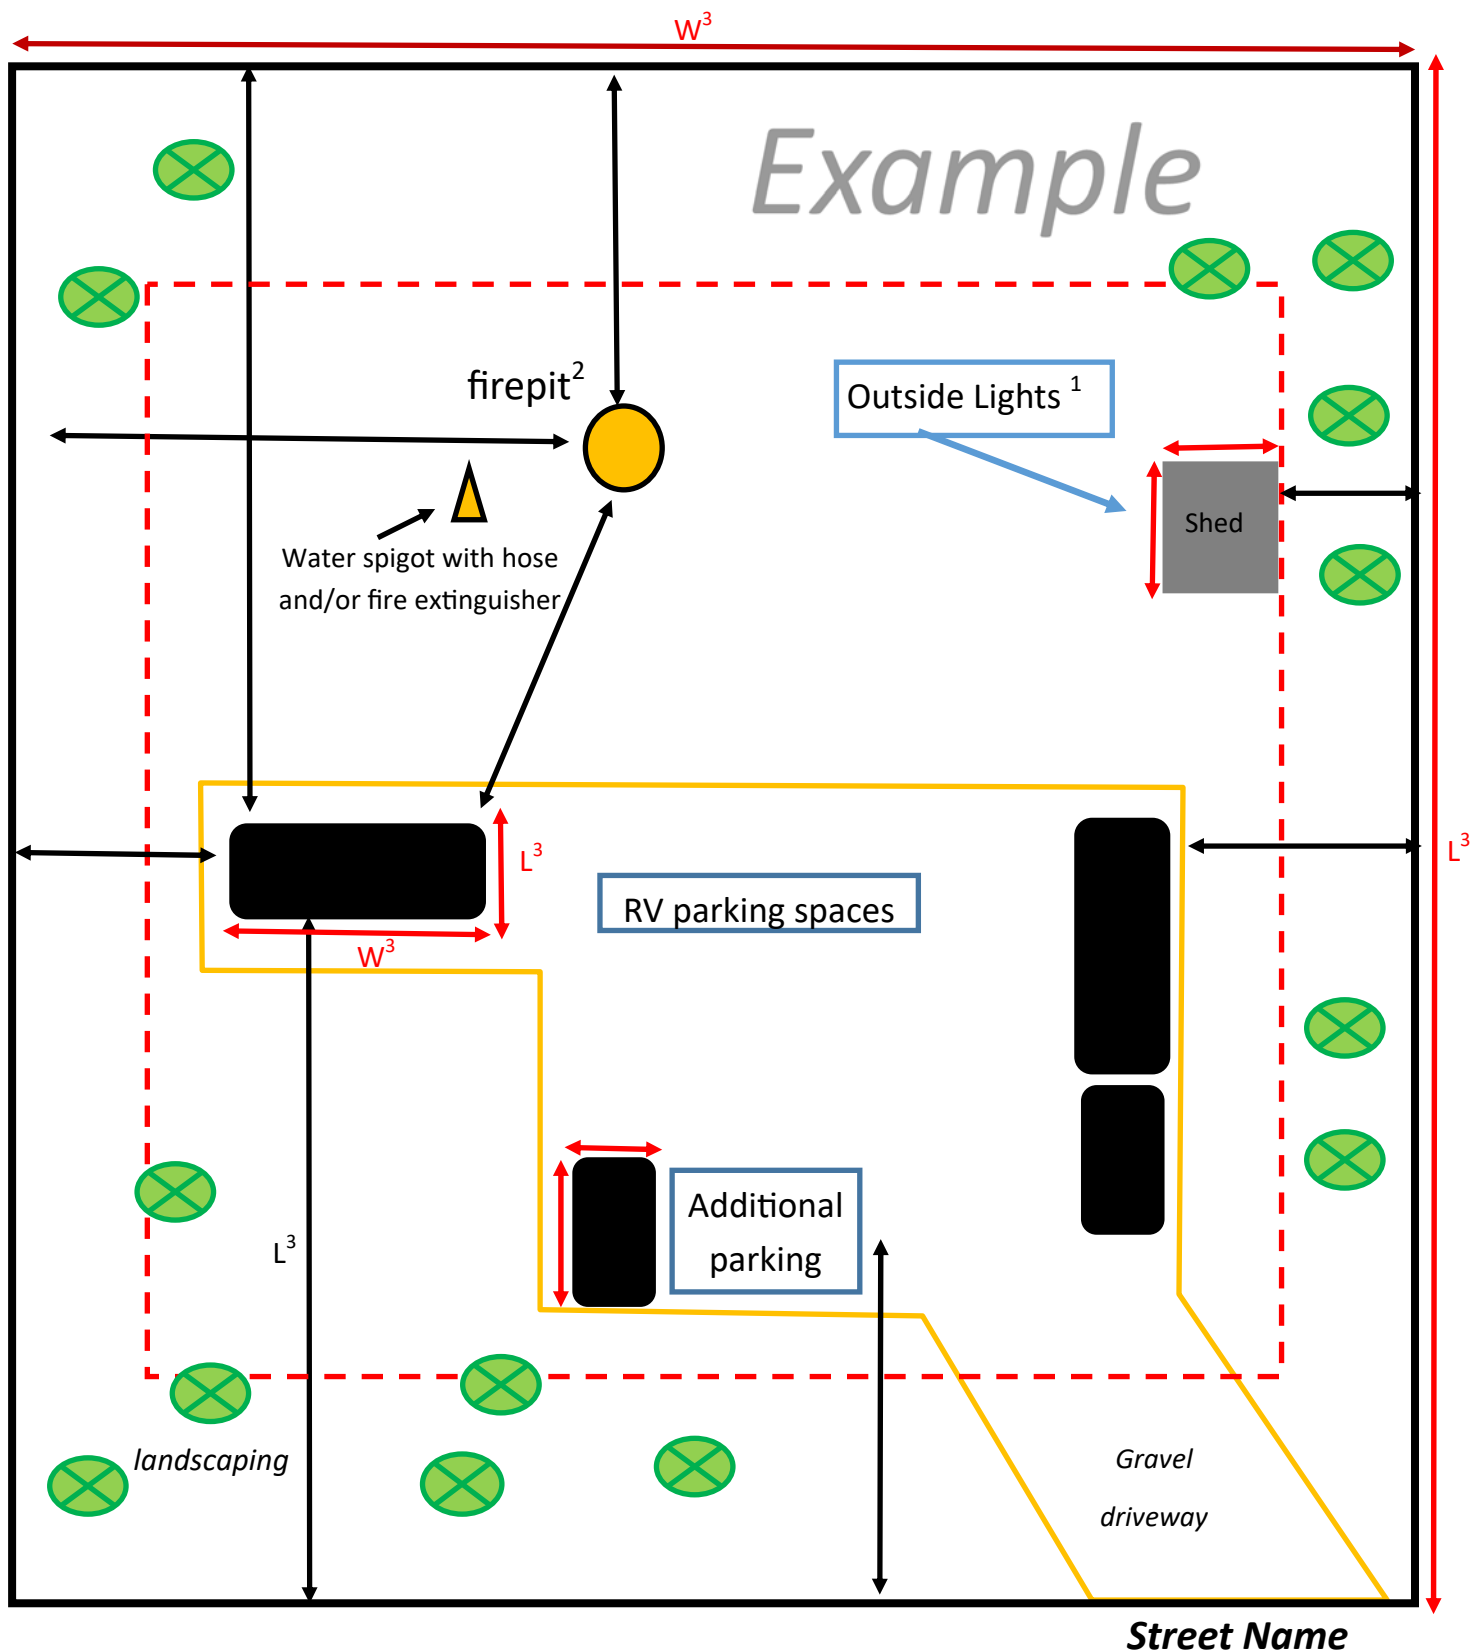 W³
Example
firepit²
Outside Lights ¹
Shed
Water spigot with hose
and/or fire extinguisher
L³
L³
RV parking spaces
W³
Additional
parking
L³
landscaping
Gravel
driveway
Street Name